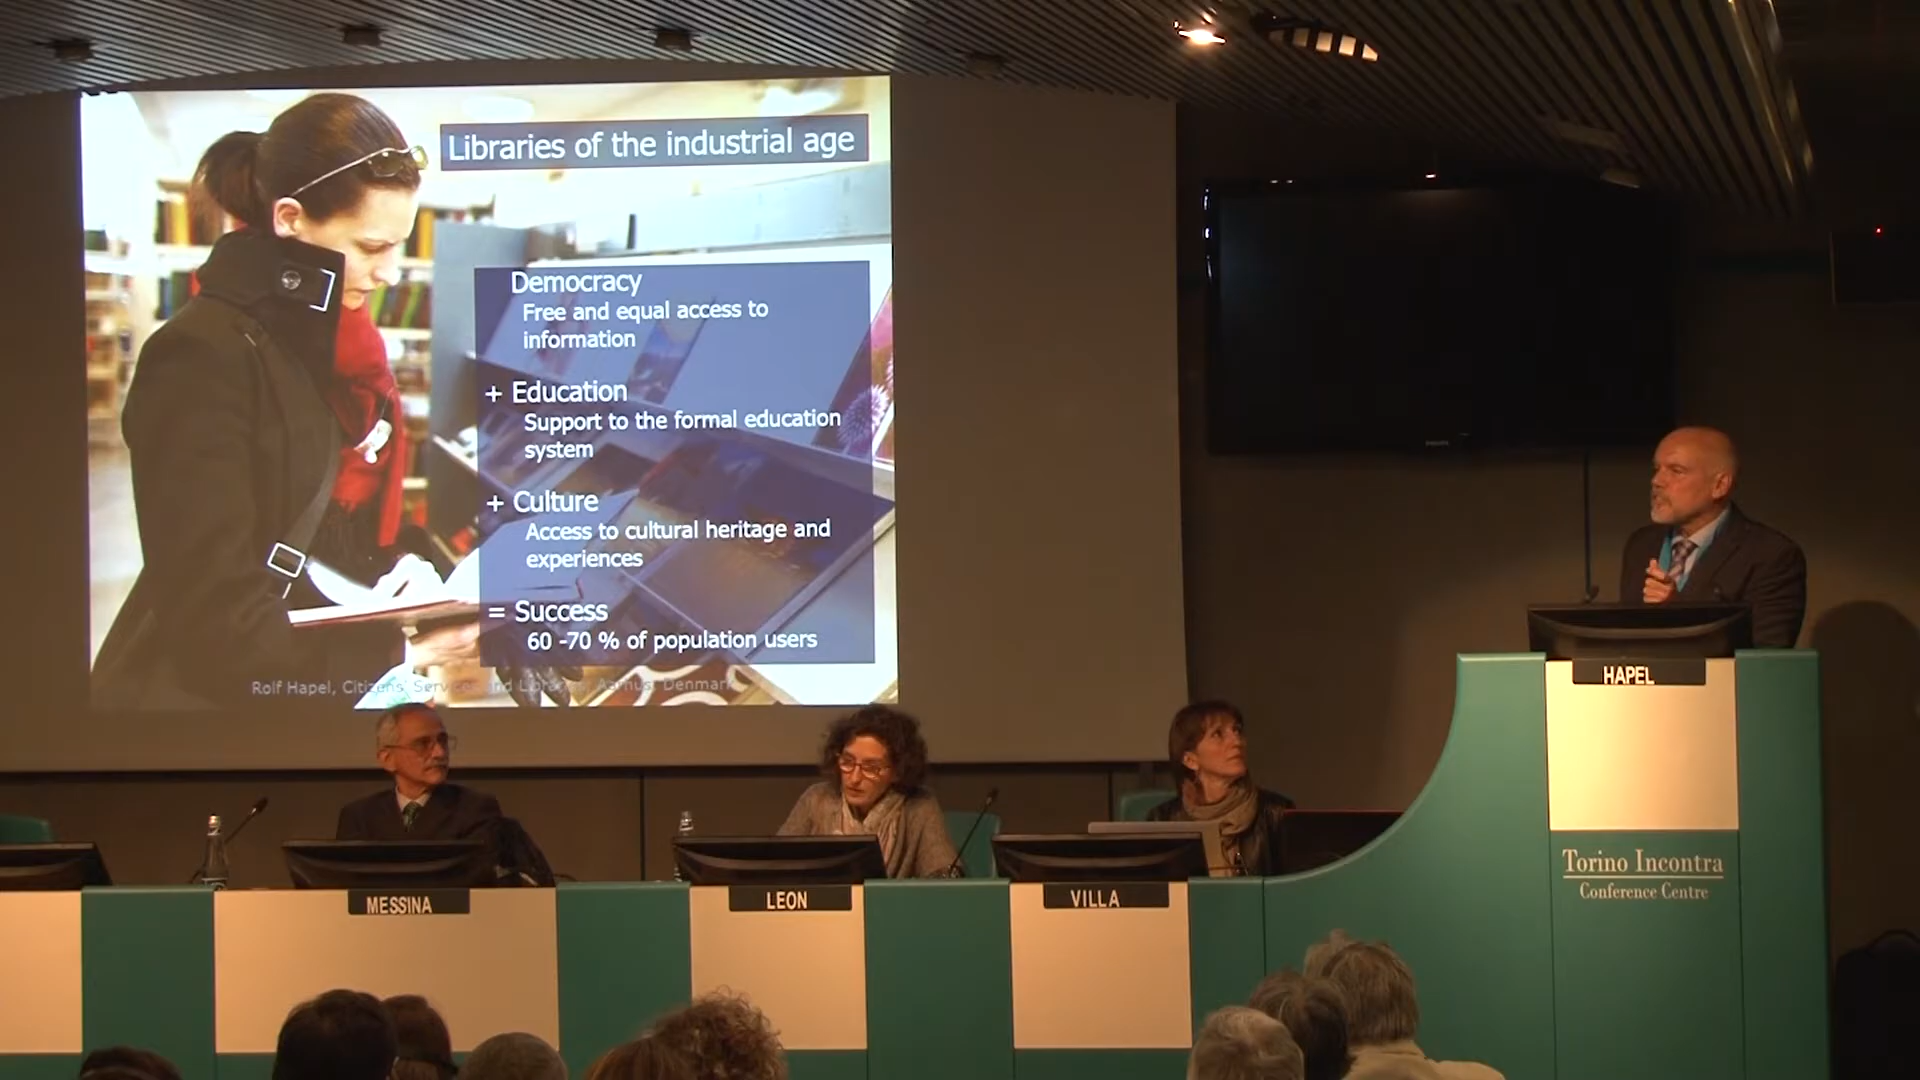 Libraries of the industrial age
Democracy
Free and equal access to
information
+ Education
Support to the formal education
system
+ Culture
Access to cultural heritage and
experiences
= Success
60 -70 % of population users
Rolf Hapel, Citizens' Services and Libraries, Aarhus, Denmark
HAPEL
MESSINA
LEON
VILLA
Torino Incontra
Conference Centre